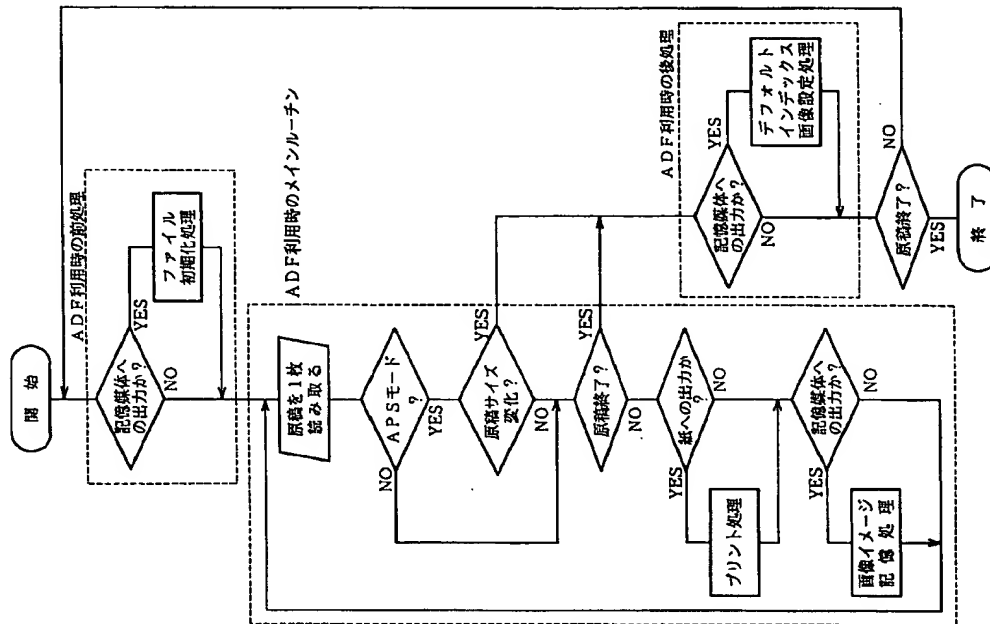 開始
ADF利用時の前処理
記憶媒体へ
の出力か?
YES
NO
ファイル
初期化処理
ADF利用時のメインルーチン
原稿を1枚
読み取る
APSモード
?
NO
YES
原稿サイズ
変化?
YES
NO
原稿終了?
YES
NO
紙への出力か
?
YES
NO
プリント処理
記憶媒体へ
の出力か?
YES
NO
画像イメージ
記憶処理
ADF利用時の後処理
記憶媒体へ
の出力か?
YES
NO
デフォルト
インデックス
画像設定処理
原稿終了?
NO
YES
終了